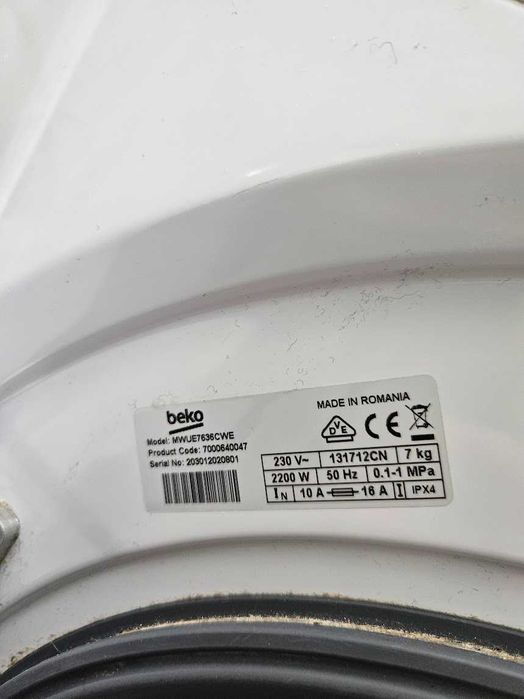 beko
Model: MWUE7636CWE
Product Code: 7000640047
Serial No: 203012020801
MADE IN ROMANIA
VDE CE
230 V~ 131712CN 7 kg
2200 W 50 Hz 0.1-1 MPa
IN 10 A 16 A I IPX4